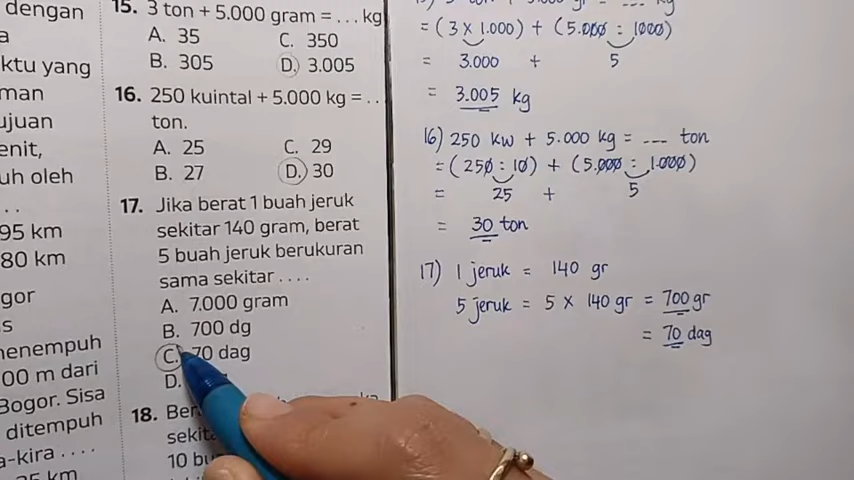 dengan
a
ktu yang
man
ujuan
enit,
uh oleh
. .
95 km
80 km
gor
s
nenempuh
00 m dari
Bogor. Sisa
ditempuh
a-kira . . . .
km
15. 3 ton + 5.000 gram = . . . kg
A. 35
C. 350
B. 305
D. 3.005
16. 250 kuintal + 5.000 kg = . .
ton.
A. 25
C. 29
B. 27
D. 30
17. Jika berat 1 buah jeruk
sekitar 140 gram, berat
5 buah jeruk berukuran
sama sekitar . . . .
A. 7.000 gram
B. 700 dg
C. 70 dag
D.
18. Ber
sekit
10 bu
= (3 x 1.000) + (5.000 : 1000)
= 3.000 + 5
= 3.005 kg
16) 250 kw + 5.000 kg = --- ton
= (250 : 10) + (5.000 : 1.000)
= 25 + 5
= 30 ton
17) 1 jeruk = 140 gr
5 jeruk = 5 x 140 gr = 700 gr
= 70 dag